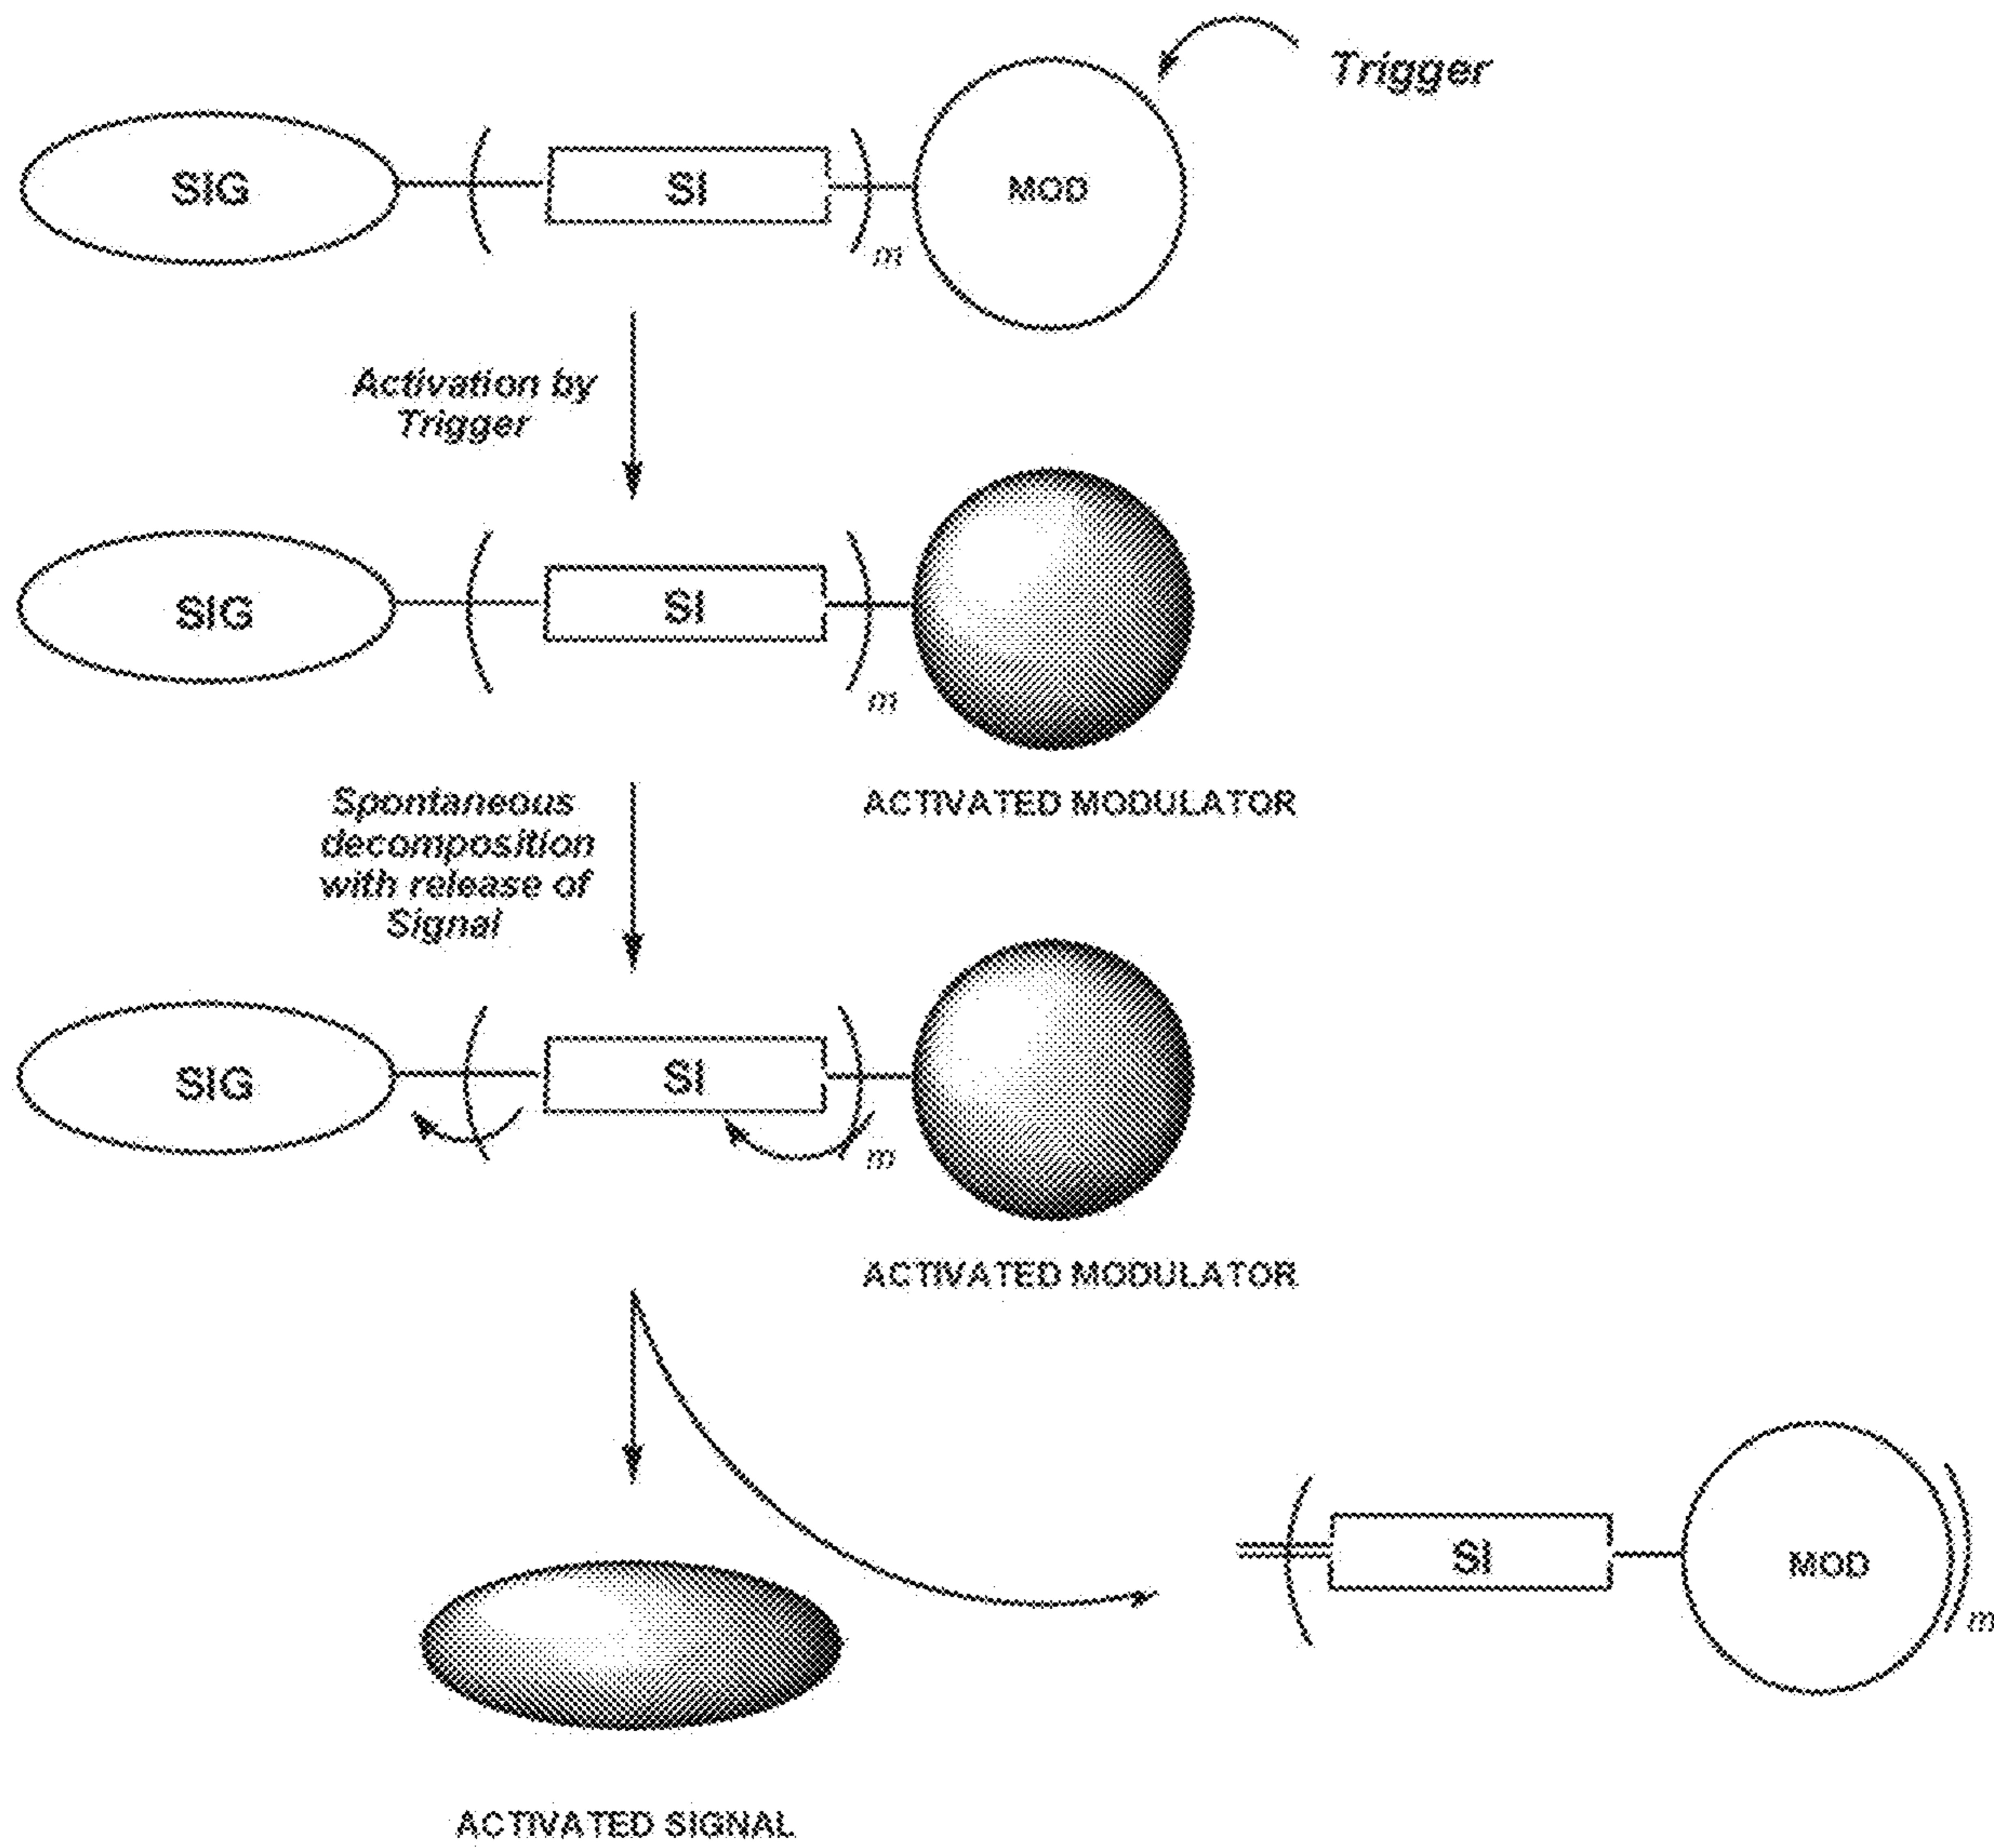 Trigger
SIG
SI
MOD
m
Activation by
Trigger
SIG
SI
m
ACTIVATED MODULATOR
Spontaneous
decomposition
with release of
Signal
SIG
SI
m
ACTIVATED MODULATOR
SI
MOD
m
ACTIVATED SIGNAL